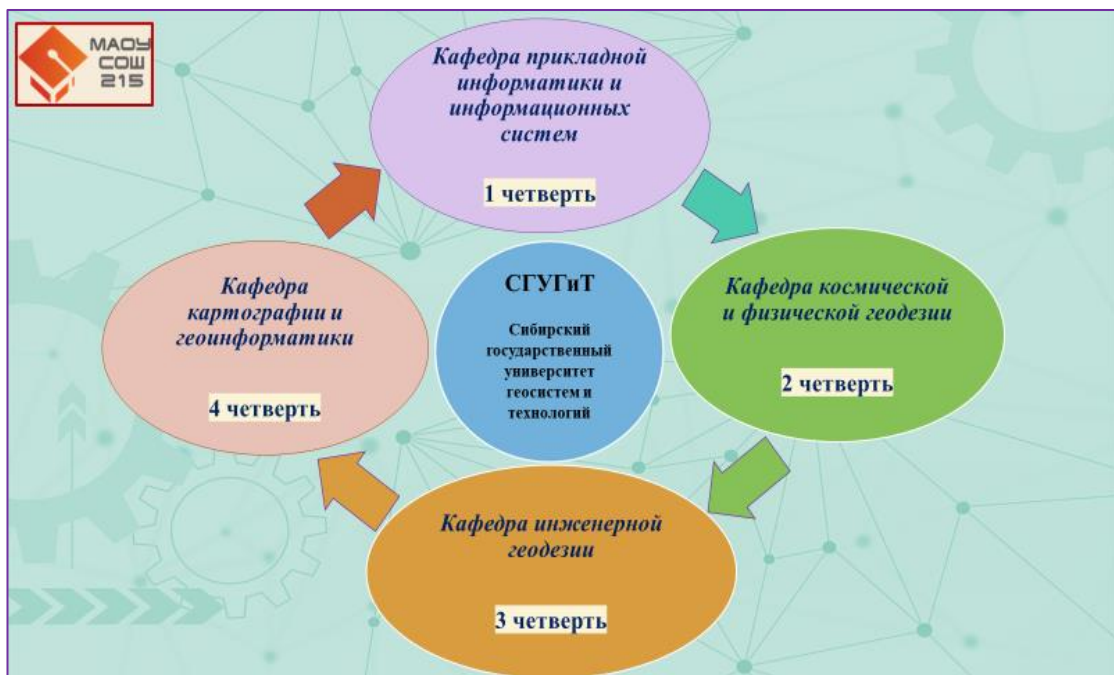 МАОУ
СОШ
215
Кафедра прикладной
информатики и
информационных
систем
1 четверть
Кафедра космической
и физической геодезии
2 четверть
Кафедра инженерной
геодезии
3 четверть
Кафедра
картографии и
геоинформатики
4 четверть
СГУГиТ
Сибирский
государственный
университет
геосистем и
технологий